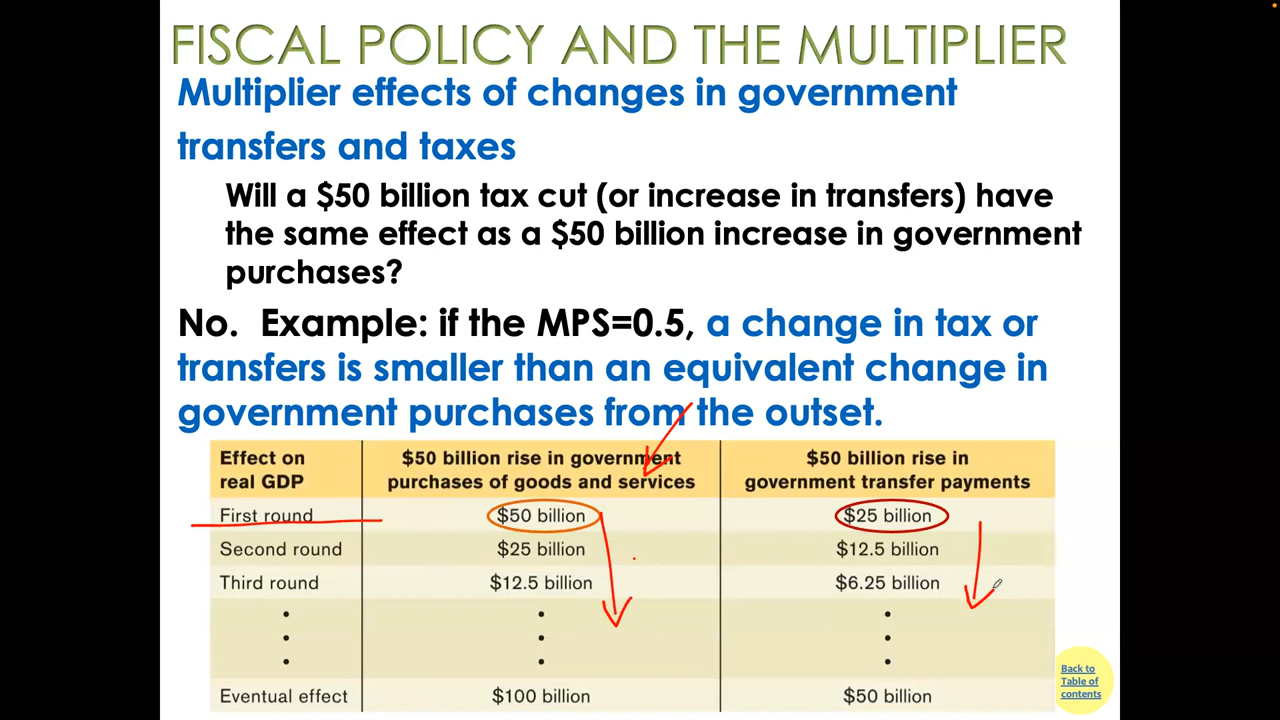 FISCAL POLICY AND THE MULTIPLIER
Multiplier effects of changes in government
transfers and taxes
Will a $50 billion tax cut (or increase in transfers) have
the same effect as a $50 billion increase in government
purchases?
No. Example: if the MPS=0.5, a change in tax or
transfers is smaller than an equivalent change in
government purchases from the outset.
Effect on
real GDP
$50 billion rise in government
purchases of goods and services
$50 billion rise in
government transfer payments
First round $50 billion $25 billion
Second round $25 billion $12.5 billion
Third round $12.5 billion $6.25 billion
Eventual effect $100 billion $50 billion
Back to
Table of
contents